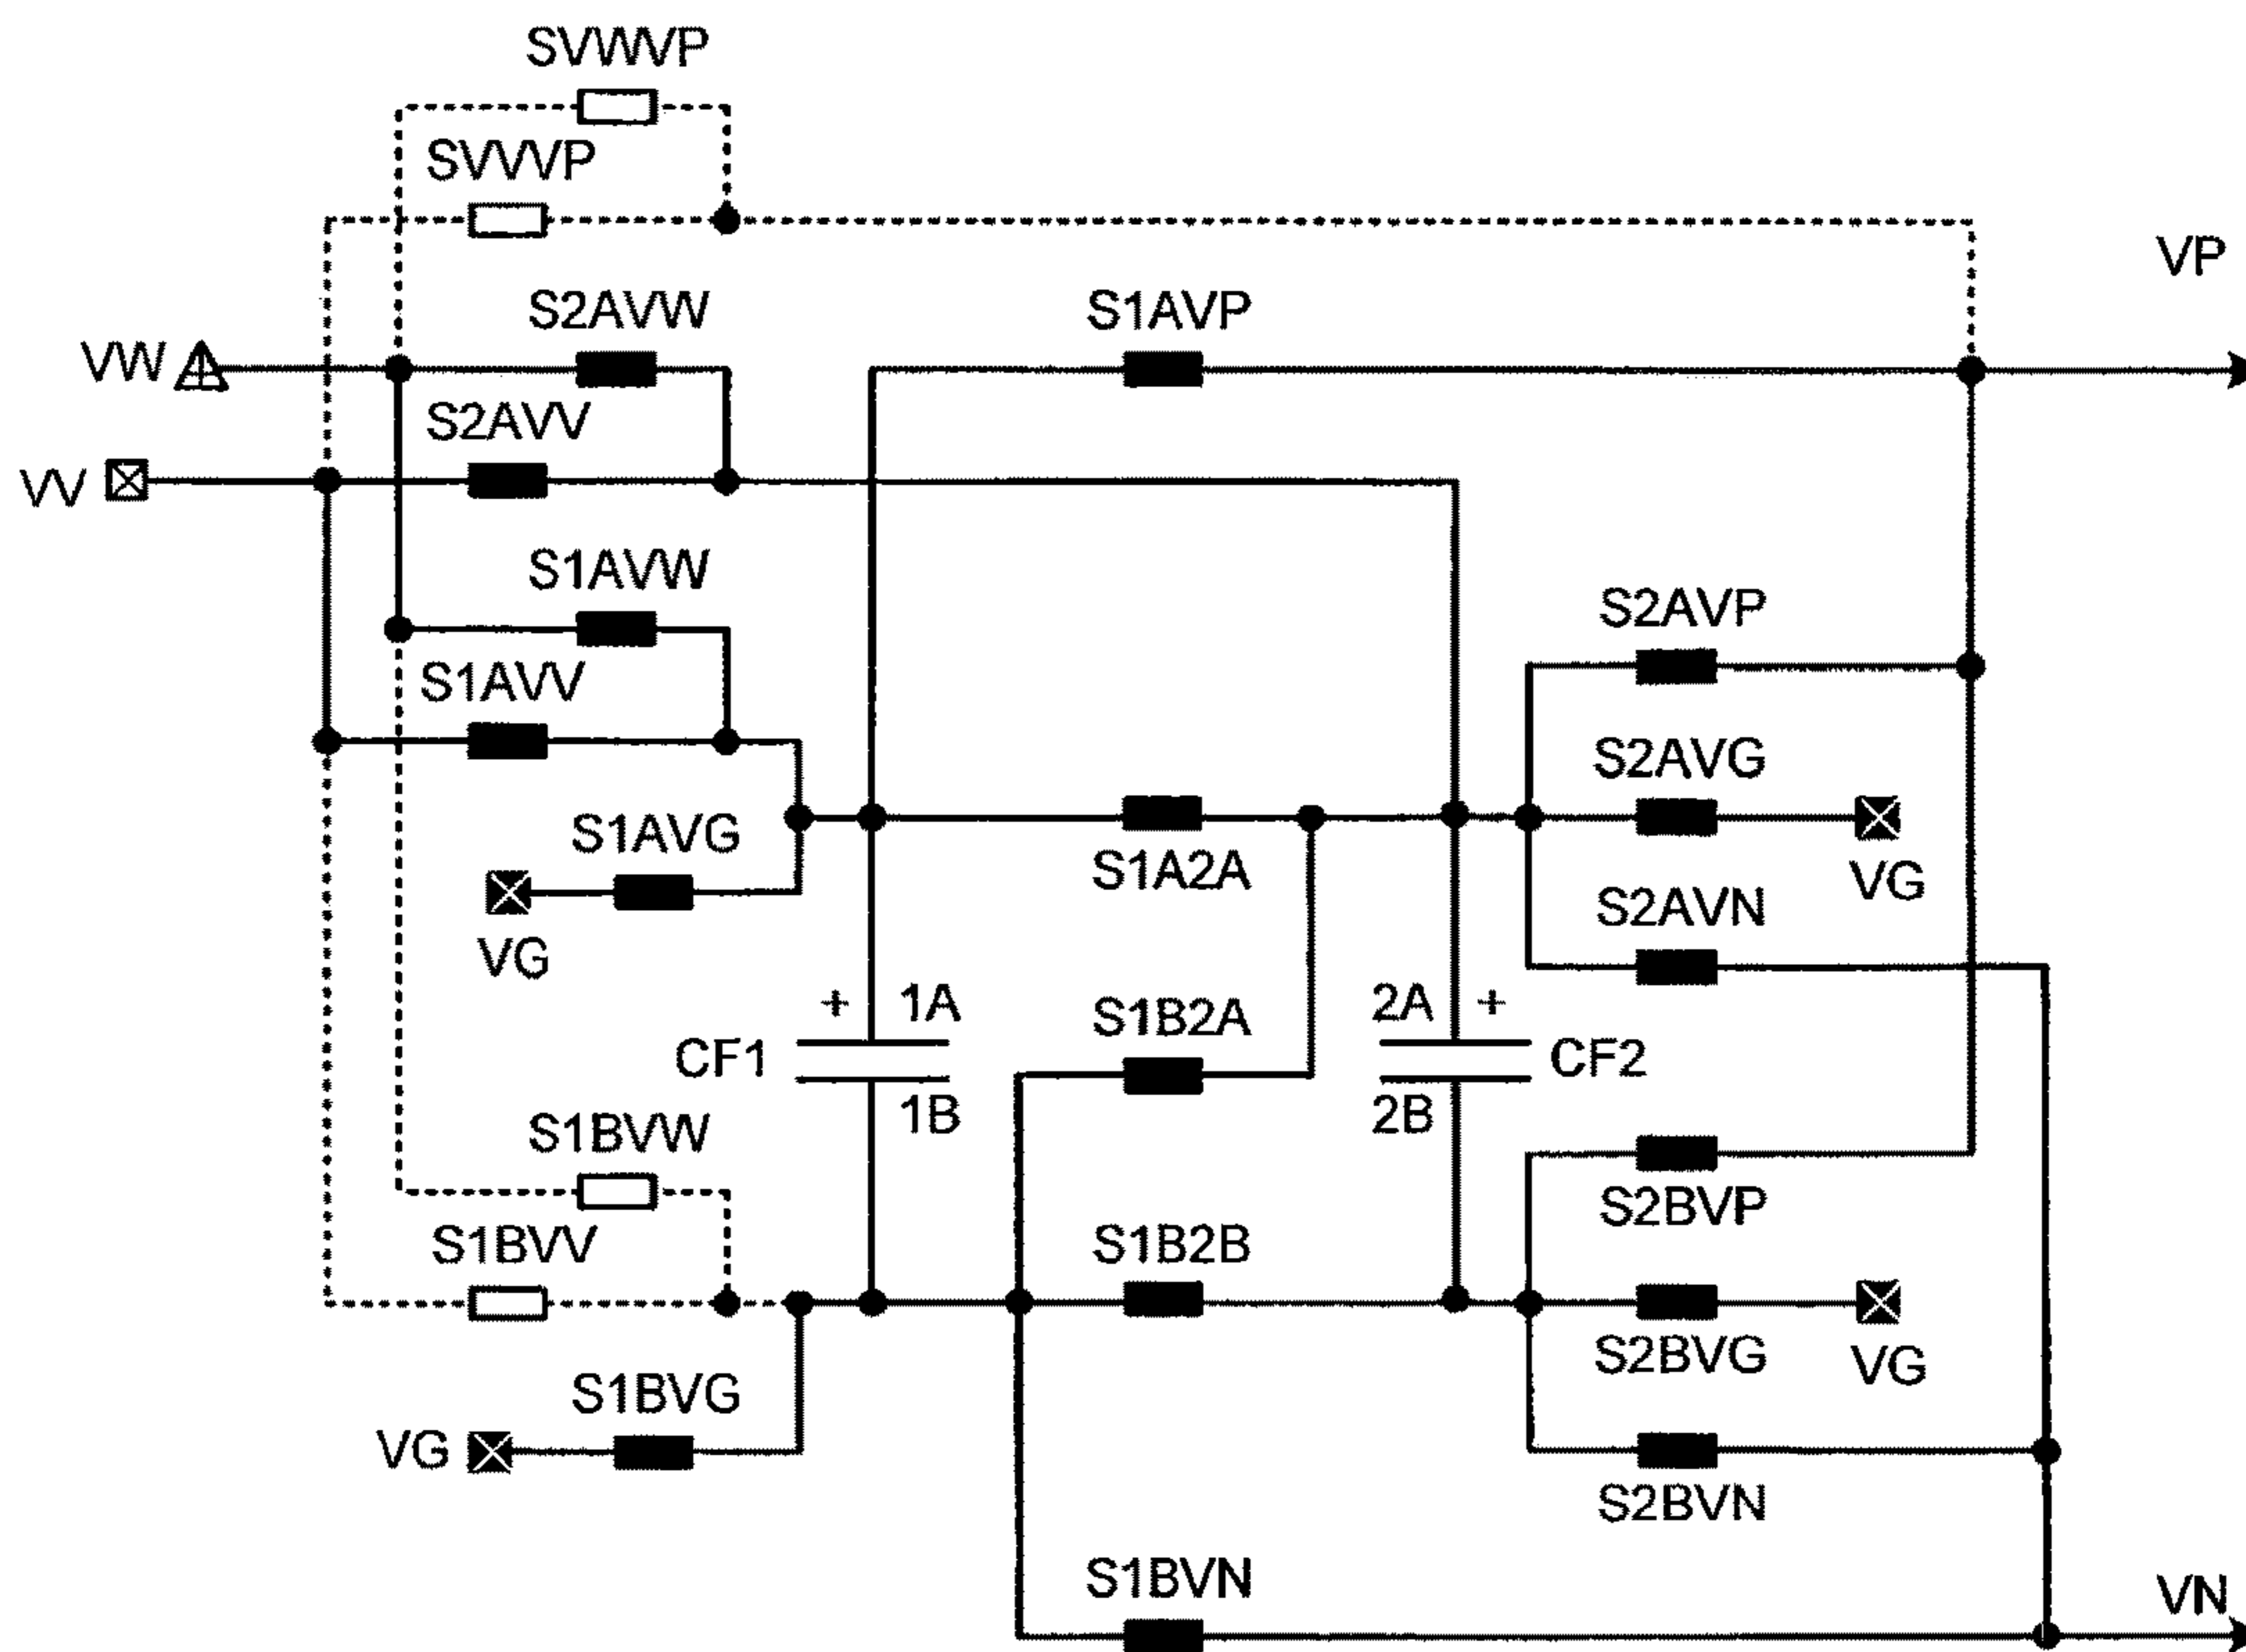 SVWVP
SVVVP
VP
S2AVW
S1AVP
VW
S2AVV
VV
S1AVW
S2AVP
S1AVV
S2AVG
S1AVG
S1A2A
VG
S2AVN
VG
+ 1A
S1B2A
2A +
CF1
CF2
1B
2B
S1BVW
S2BVP
S1BVV
S1B2B
S2BVG
VG
S1BVG
VG
S2BVN
S1BVN
VN